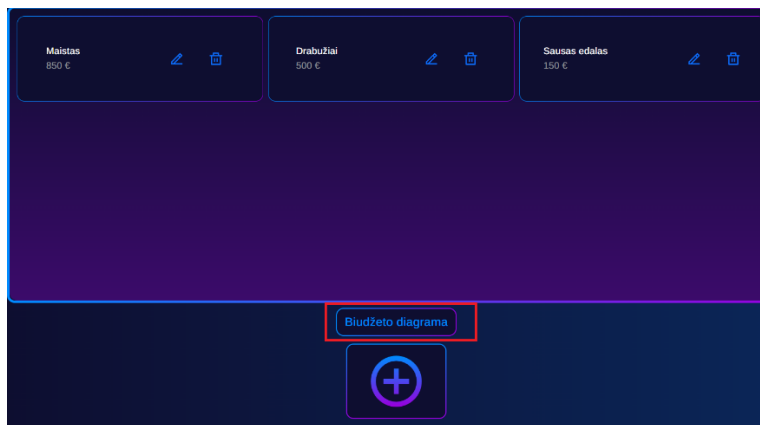 Maistas
850 €
Drabužiai
500 €
Sausas edalas
150 €
Biudžeto diagrama